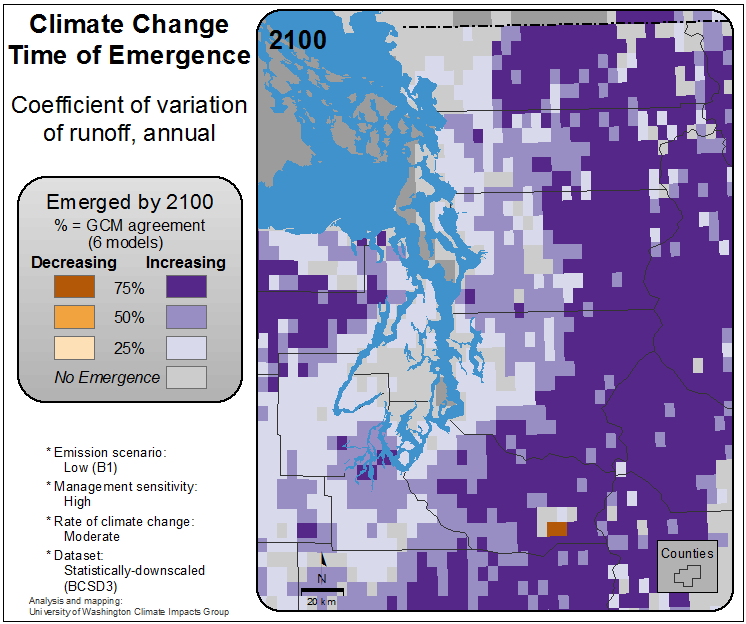 Climate Change
Time of Emergence
Coefficient of variation
of runoff, annual
Emerged by 2100
% = GCM agreement
(6 models)
Decreasing Increasing
75%
50%
25%
No Emergence
* Emission scenario:
Low (B1)
* Management sensitivity:
High
* Rate of climate change:
Moderate
* Dataset:
Statistically-downscaled
(BCSD3)
Analysis and mapping:
University of Washington Climate Impacts Group
2100
N
20 km
Counties